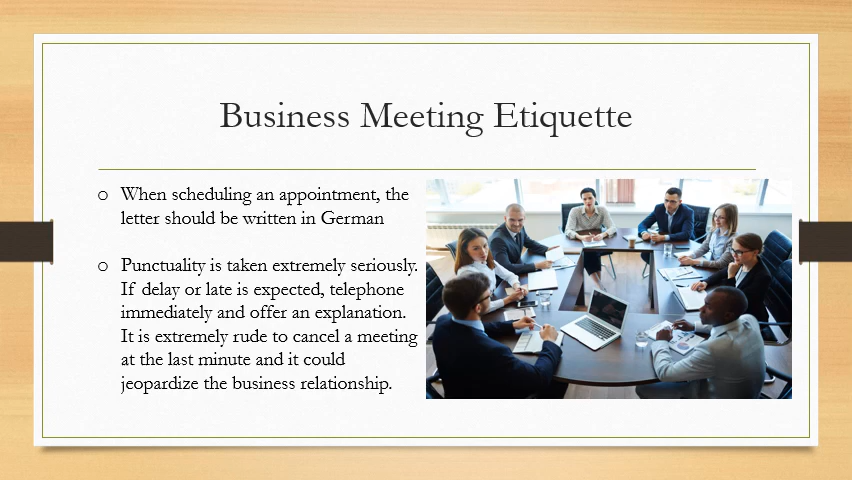 Business Meeting Etiquette
o When scheduling an appointment, the
letter should be written in German
o Punctuality is taken extremely seriously.
If delay or late is expected, telephone
immediately and offer an explanation.
It is extremely rude to cancel a meeting
at the last minute and it could
jeopardize the business relationship.